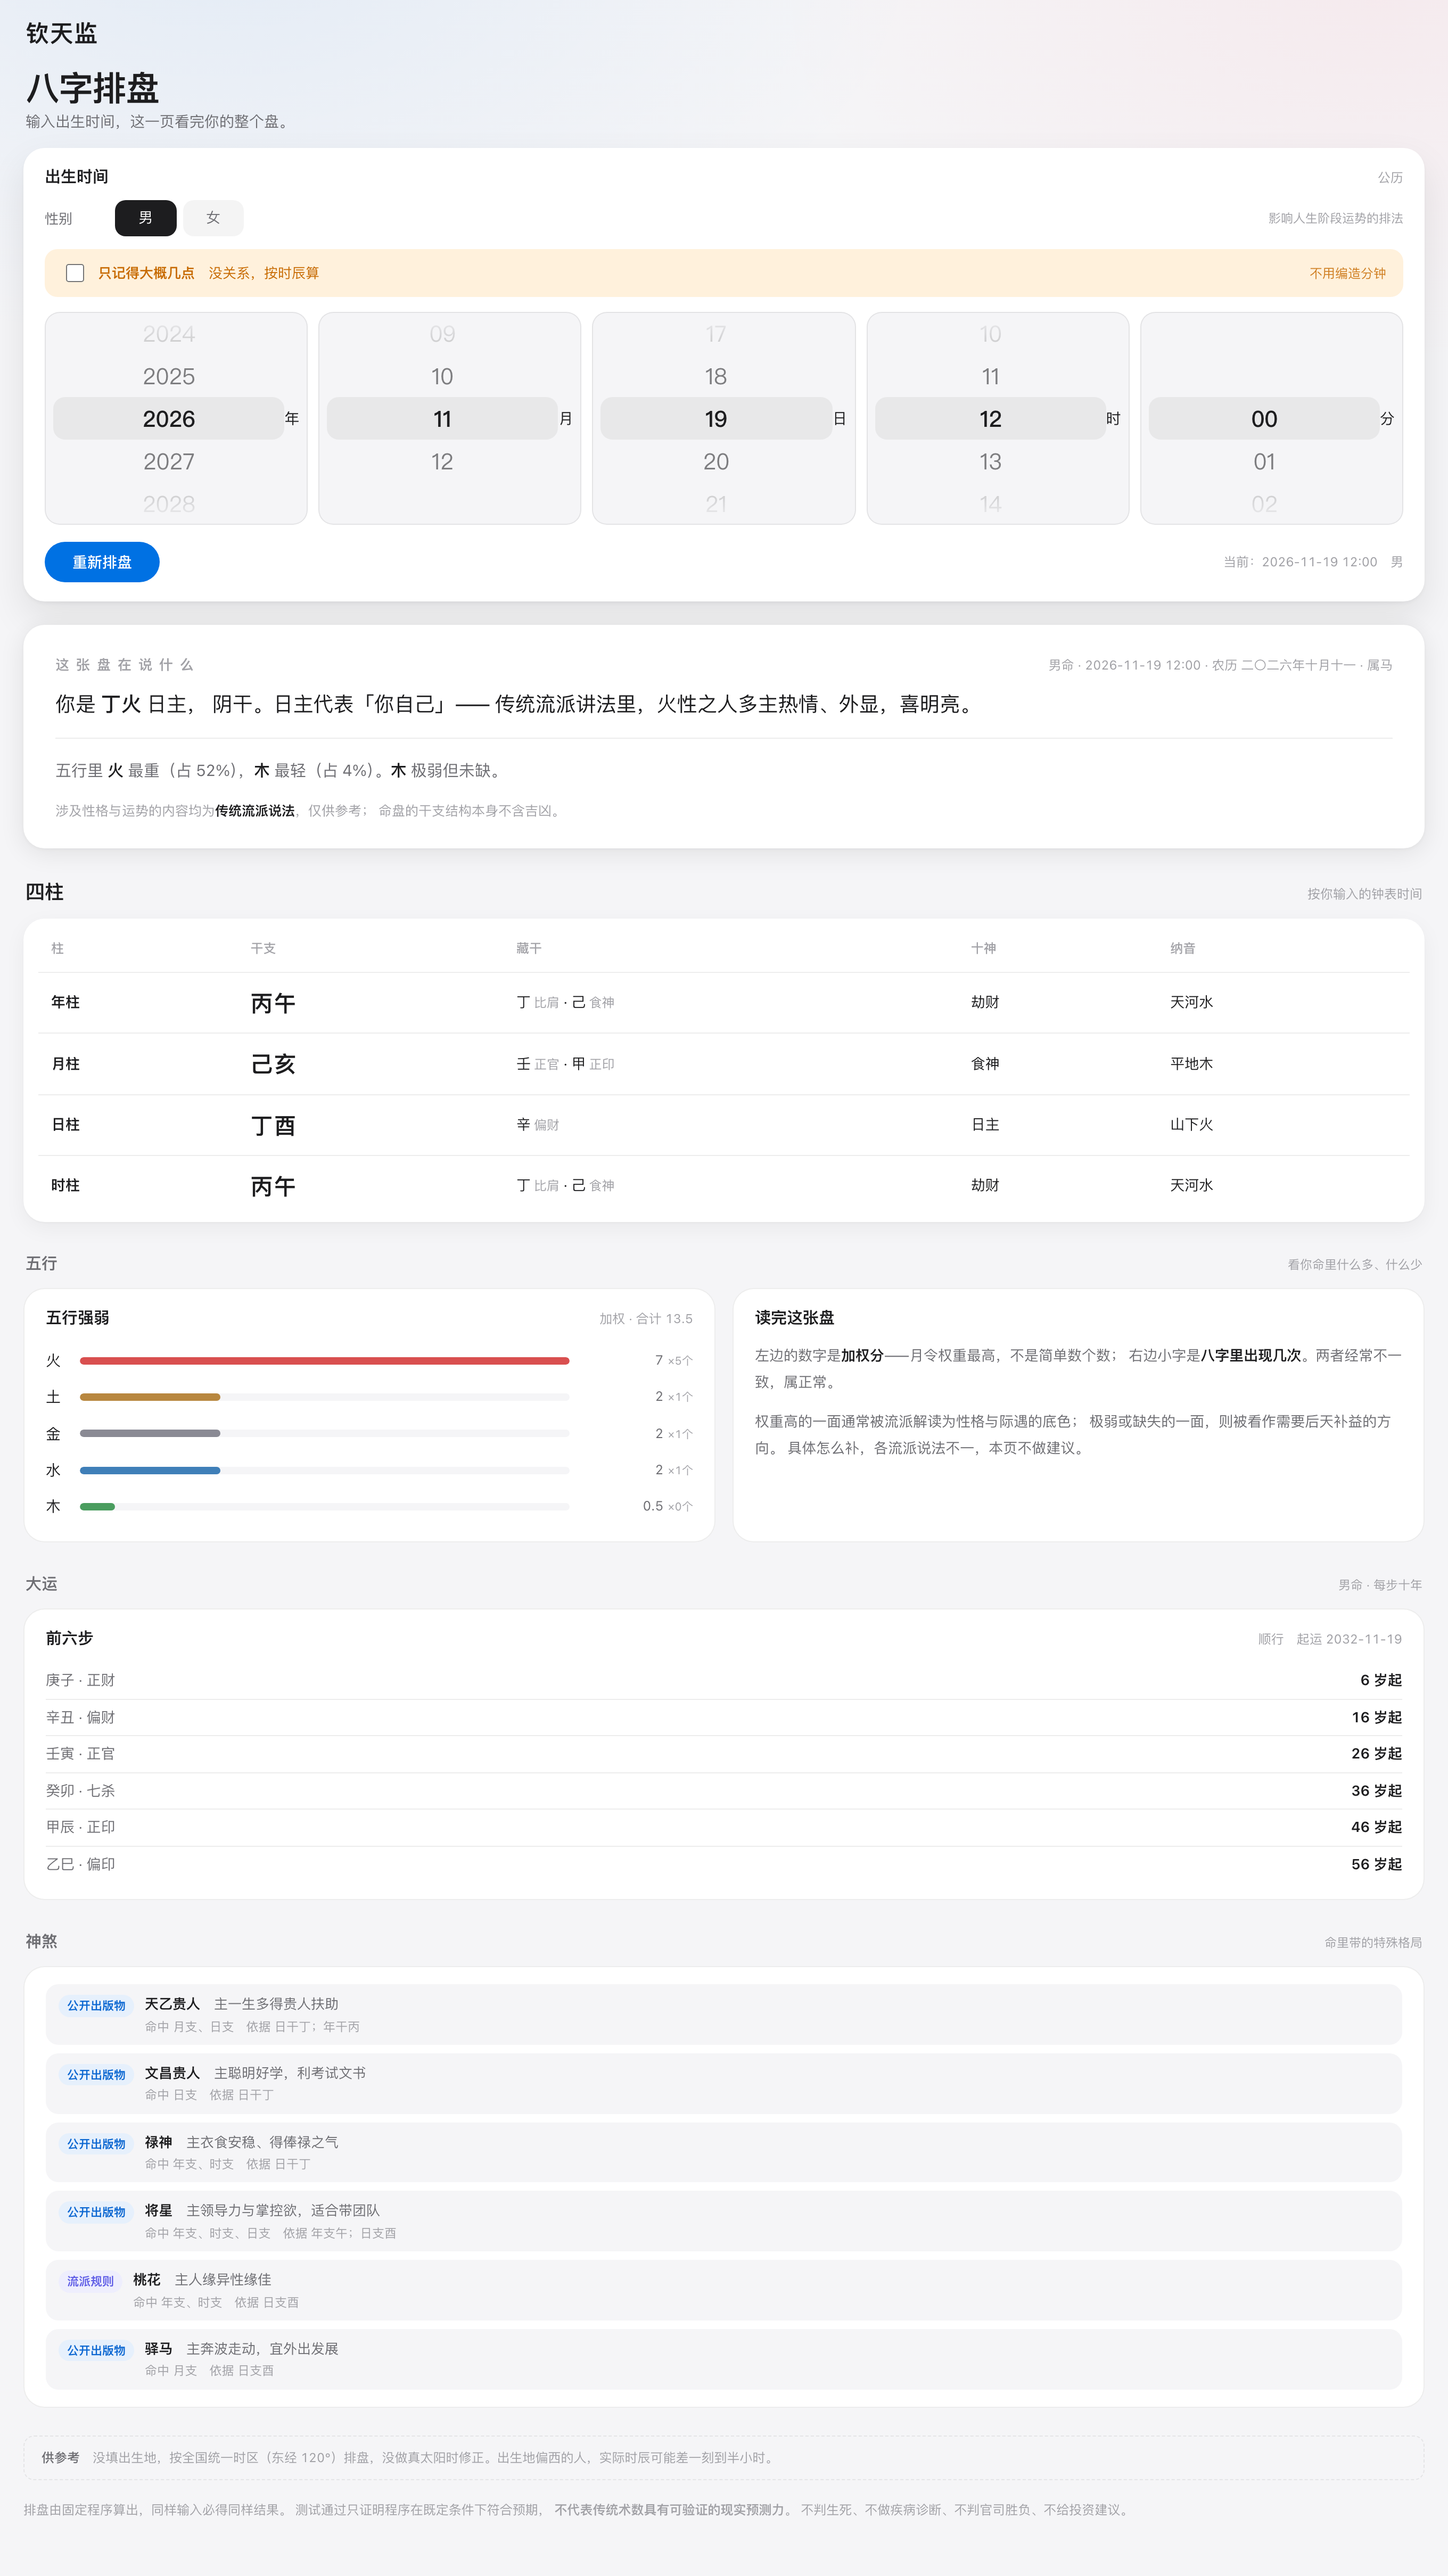 钦天监
八字排盘
输入出生时间，这一页看完你的整个盘。
出生时间 公历
性别 男 女 影响人生阶段运势的排法
只记得大概几点 没关系，按时辰算 不用编造分钟
2024 09 17 10
2025 10 18 11
2026 年 11 月 19 日 12 时 00 分
2027 12 20 13 01
2028 21 14 02
重新排盘 当前：2026-11-19 12:00 男
这张盘在说什么 男命 · 2026-11-19 12:00 · 农历 二〇二六年十月十一 · 属马
你是 丁火 日主， 阴干。日主代表「你自己」—— 传统流派讲法里，火性之人多主热情、外显，喜明亮。
五行里 火 最重（占 52%），木 最轻（占 4%）。木 极弱但未缺。
涉及性格与运势的内容均为传统流派说法，仅供参考； 命盘的干支结构本身不含吉凶。
四柱 按你输入的钟表时间
柱 干支 藏干 十神 纳音
年柱 丙午 丁 比肩 · 己 食神 劫财 天河水
月柱 己亥 壬 正官 · 甲 正印 食神 平地木
日柱 丁酉 辛 偏财 日主 山下火
时柱 丙午 丁 比肩 · 己 食神 劫财 天河水
五行 看你命里什么多、什么少
五行强弱 加权 · 合计 13.5
火 7 ×5个
土 2 ×1个
金 2 ×1个
水 2 ×1个
木 0.5 ×0个
读完这张盘
左边的数字是加权分——月令权重最高，不是简单数个数； 右边小字是八字里出现几次。两者经常不一
致，属正常。
权重高的一面通常被流派解读为性格与际遇的底色； 极弱或缺失的一面，则被看作需要后天补益的方
向。 具体怎么补，各流派说法不一，本页不做建议。
大运 男命 · 每步十年
前六步 顺行 起运 2032-11-19
庚子 · 正财 6 岁起
辛丑 · 偏财 16 岁起
壬寅 · 正官 26 岁起
癸卯 · 七杀 36 岁起
甲辰 · 正印 46 岁起
乙巳 · 偏印 56 岁起
神煞 命里带的特殊格局
公开出版物 天乙贵人 主一生多得贵人扶助
命中 月支、日支 依据 日干丁；年干丙
公开出版物 文昌贵人 主聪明好学，利考试文书
命中 日支 依据 日干丁
公开出版物 禄神 主衣食安稳、得俸禄之气
命中 年支、时支 依据 日干丁
公开出版物 将星 主领导力与掌控欲，适合带团队
命中 年支、时支、日支 依据 年支午；日支酉
流派规则 桃花 主人缘异性缘佳
命中 年支、时支 依据 日支酉
公开出版物 驿马 主奔波走动，宜外出发展
命中 月支 依据 日支酉
供参考 没填出生地，按全国统一时区（东经 120°）排盘，没做真太阳时修正。出生地偏西的人，实际时辰可能差一刻到半小时。
排盘由固定程序算出，同样输入必得同样结果。 测试通过只证明程序在既定条件下符合预期， 不代表传统术数具有可验证的现实预测力。 不判生死、不做疾病诊断、不判官司胜负、不给投资建议。